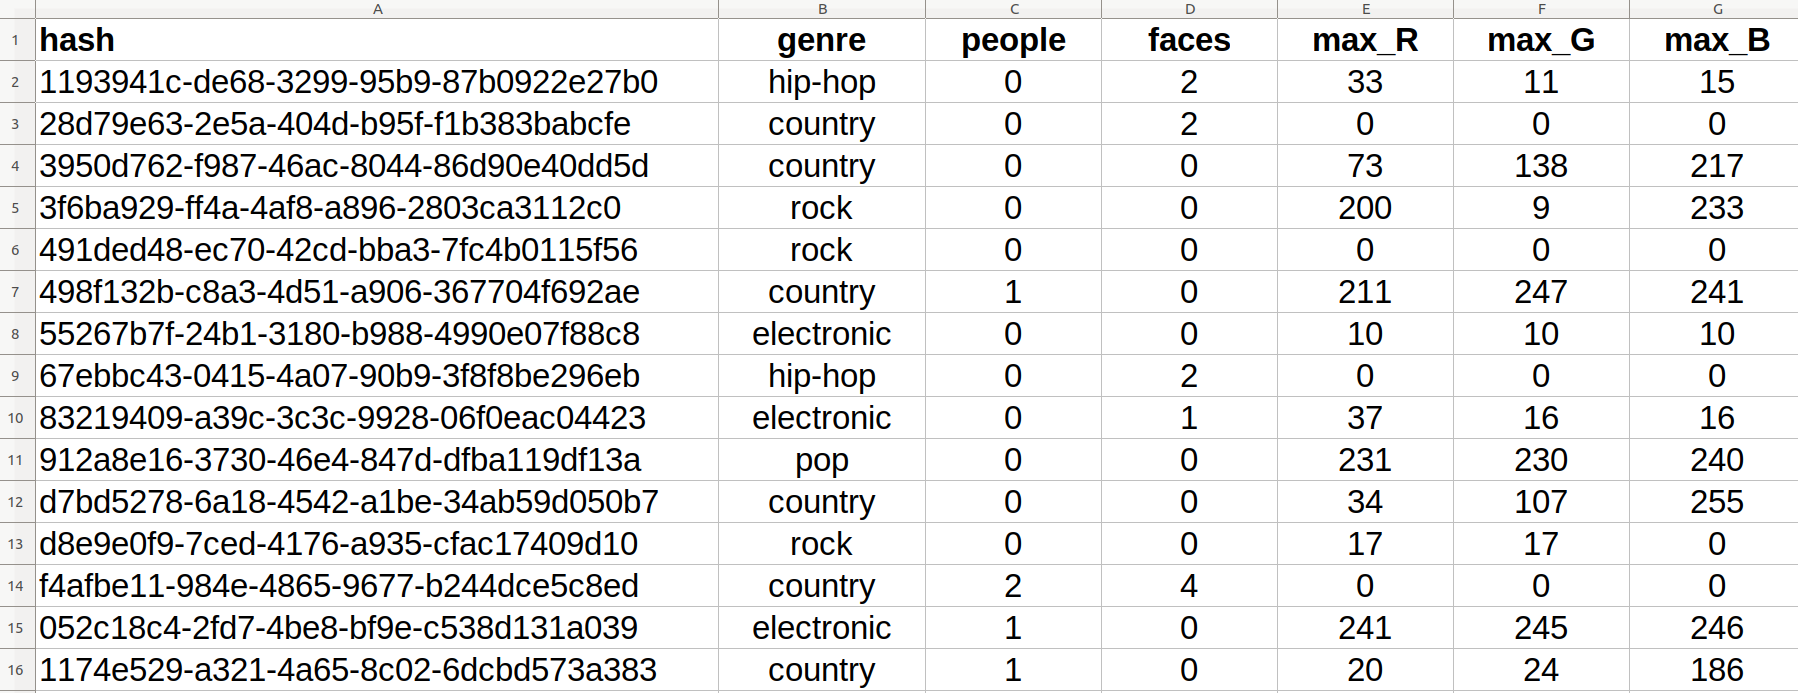 A B C D E F G
1 hash genre people faces max_R max_G max_B
2 1193941c-de68-3299-95b9-87b0922e27b0 hip-hop 0 2 33 11 15
3 28d79e63-2e5a-404d-b95f-f1b383babcfe country 0 2 0 0 0
4 3950d762-f987-46ac-8044-86d90e40dd5d country 0 0 73 138 217
5 3f6ba929-ff4a-4af8-a896-2803ca3112c0 rock 0 0 200 9 233
6 491ded48-ec70-42cd-bba3-7fc4b0115f56 rock 0 0 0 0 0
7 498f132b-c8a3-4d51-a906-367704f692ae country 1 0 211 247 241
8 55267b7f-24b1-3180-b988-4990e07f88c8 electronic 0 0 10 10 10
9 67ebbc43-0415-4a07-90b9-3f8f8be296eb hip-hop 0 2 0 0 0
10 83219409-a39c-3c3c-9928-06f0eac04423 electronic 0 1 37 16 16
11 912a8e16-3730-46e4-847d-dfba119df13a pop 0 0 231 230 240
12 d7bd5278-6a18-4542-a1be-34ab59d050b7 country 0 0 34 107 255
13 d8e9e0f9-7ced-4176-a935-cfac17409d10 rock 0 0 17 17 0
14 f4afbe11-984e-4865-9677-b244dce5c8ed country 2 4 0 0 0
15 052c18c4-2fd7-4be8-bf9e-c538d131a039 electronic 1 0 241 245 246
16 1174e529-a321-4a65-8c02-6dcbd573a383 country 1 0 20 24 186